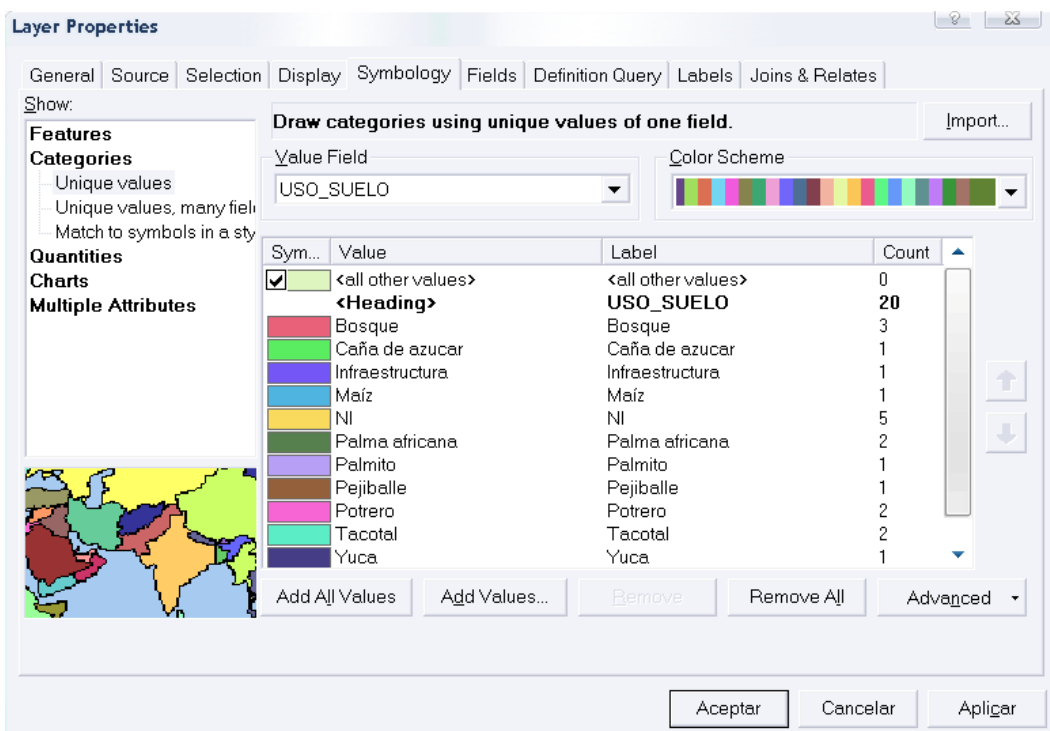 Layer Properties
General Source Selection Display Symbology Fields Definition Query Labels Joins & Relates
Show:
Features
Categories
Unique values
Unique values, many fiel
Match to symbols in a sty
Quantities
Charts
Multiple Attributes
Draw categories using unique values of one field.
Import...
Value Field
USO_SUELO
Color Scheme
Sym... Value Label Count
<all other values> <all other values> 0
<Heading> USO_SUELO 20
Bosque Bosque 3
Caña de azucar Caña de azucar 1
Infraestructura Infraestructura 1
Maíz Maíz 1
NI NI 5
Palma africana Palma africana 2
Palmito Palmito 1
Pejiballe Pejiballe 1
Potrero Potrero 2
Tacotal Tacotal 2
Yuca Yuca 1
Add All Values Add Values... Remove Remove All Advanced
Aceptar Cancelar Aplicar